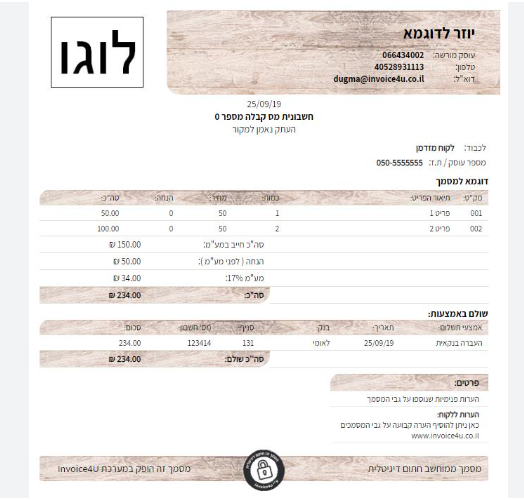 לוגו
יוזר לדוגמא
עוסק מורשה: 066434002
טלפון: 40528931113
דוא"ל: dugma@invoice4u.co.il
25/09/19
חשבונית מס קבלה מספר 0
העתק נאמן למקור
לכבוד: לקוח מזדמן
מספר עוסק / ת.ז: 050-5555555
דוגמא למסמך
מק"ט: תיאור הפריט: כמות: מחיר: הנחה: סה"כ:
001 פריט 1 1 50 0 50.00
002 פריט 2 2 50 0 100.00
סה"כ חייב במע"מ: 150.00 ₪
הנחה ( לפני מע"מ ): 50.00 ₪
מע"מ 17%: 34.00 ₪
סה"כ: 234.00 ₪
שולם באמצעות:
אמצעי תשלום: תאריך: בנק: סניף: מס' חשבון: סכום:
העברה בנקאית 25/09/19 לאומי 131 123414 234.00
סה"כ שולם: 234.00 ₪
פרטים:
הערות פנימיות שנוספו על גבי המסמך
הערות ללקוח:
כאן ניתן להוסיף הערה קבועה על גבי המסמכים
www.invoice4u.co.il
מסמך ממוחשב חתום דיגיטלית
מסמך זה הופק במערכת invoice4U